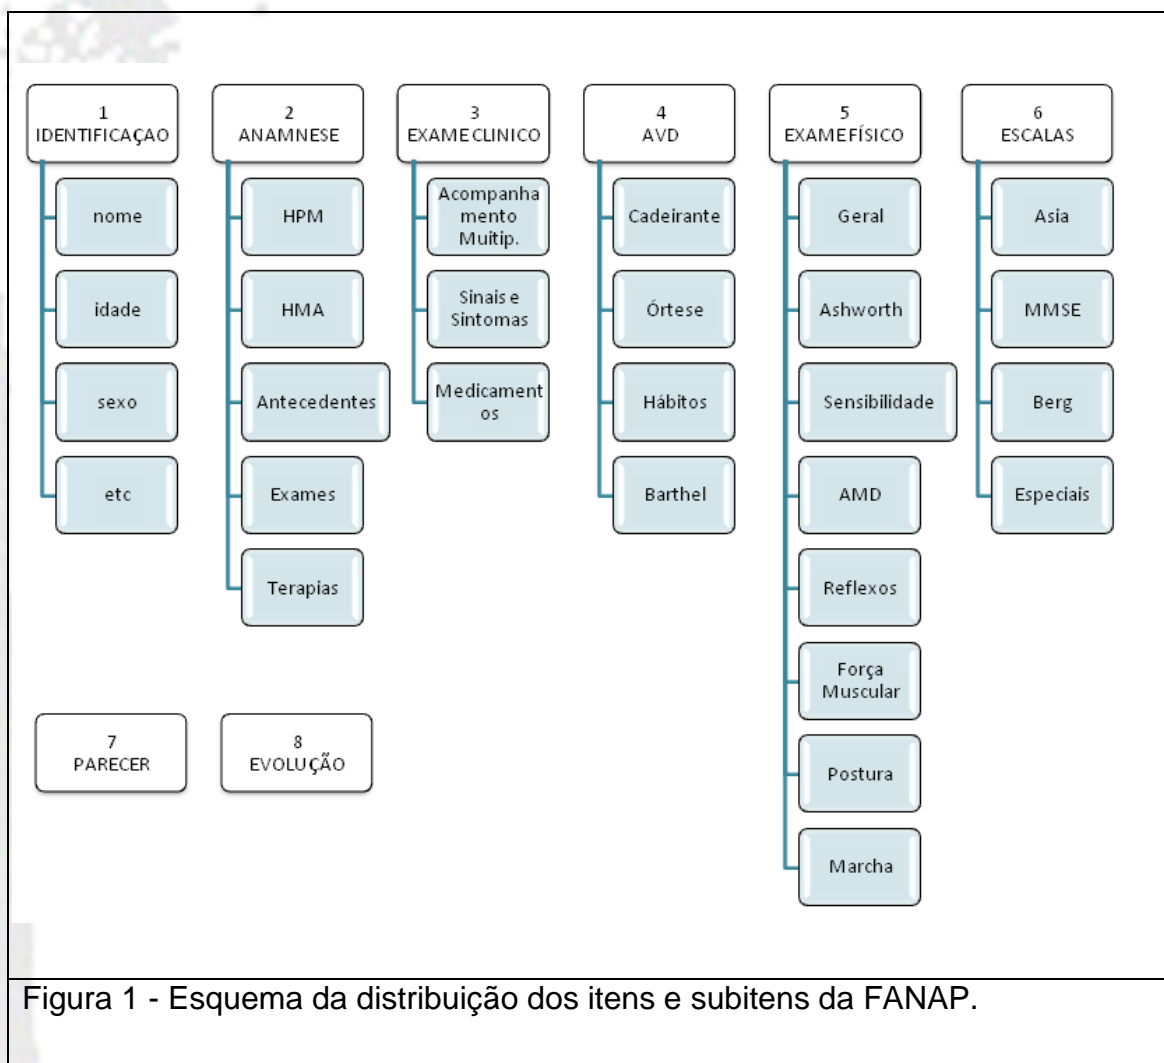 1
IDENTIFICAÇAO
nome
idade
sexo
etc
2
ANAMNESE
HPM
HMA
Antecedentes
Exames
Terapias
3
EXAME CLINICO
Acompanha
mento
Muitip.
Sinais e
Sintomas
Medicament
os
4
AVD
Cadeirante
Órtese
Hábitos
Barthel
5
EXAME FÍSICO
Geral
Ashworth
Sensibilidade
AMD
Reflexos
Força
Muscular
Postura
Marcha
6
ESCALAS
Asia
MMSE
Berg
Especiais
7
PARECER
8
EVOLUÇÃO
Figura 1 - Esquema da distribuição dos itens e subitens da FANAP.